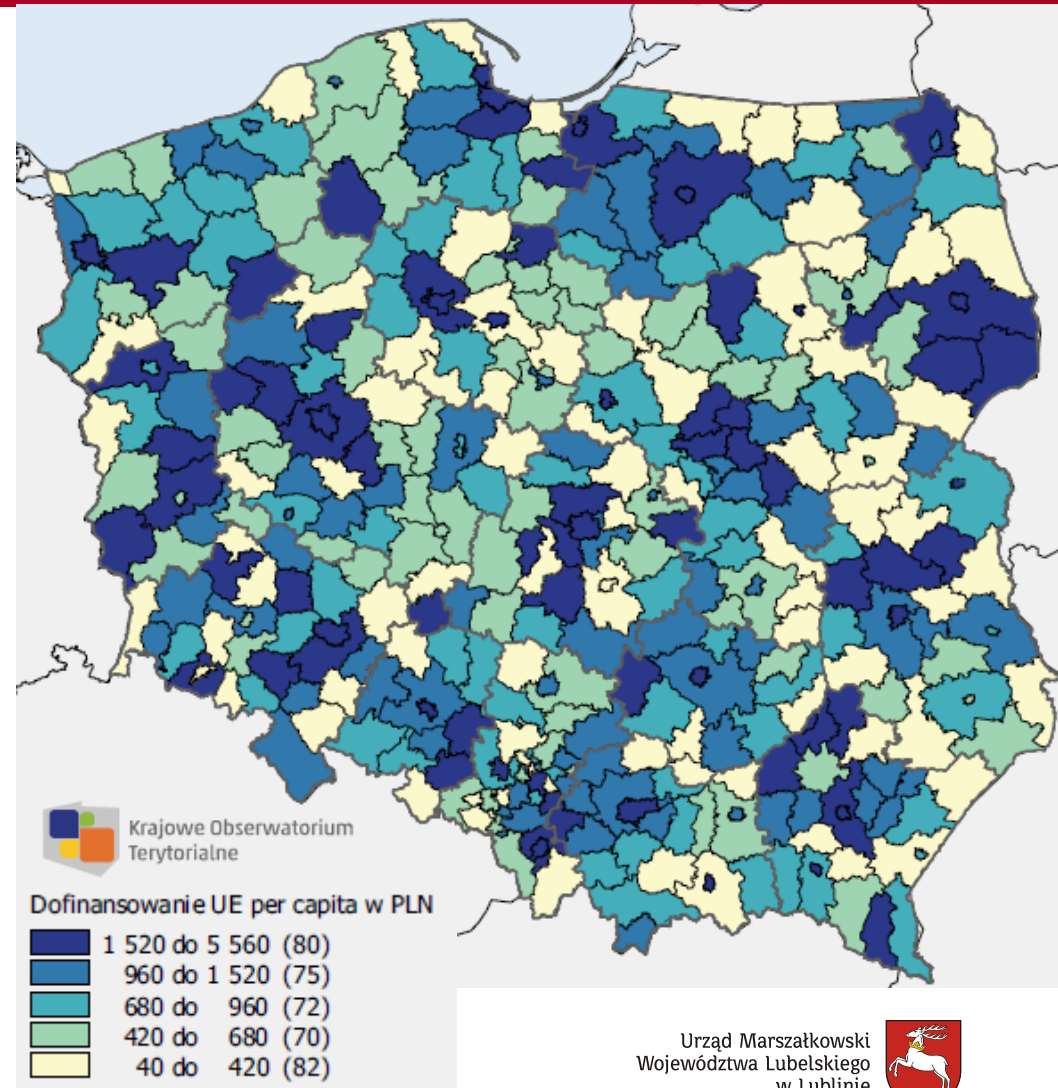 Krajowe Obserwatorium
Terytorialne
Dofinansowanie UE per capita w PLN
1 520 do 5 560 (80)
960 do 1 520 (75)
680 do 960 (72)
420 do 680 (70)
40 do 420 (82)
Urząd Marszałkowski
Województwa Lubelskiego
w Lublinie